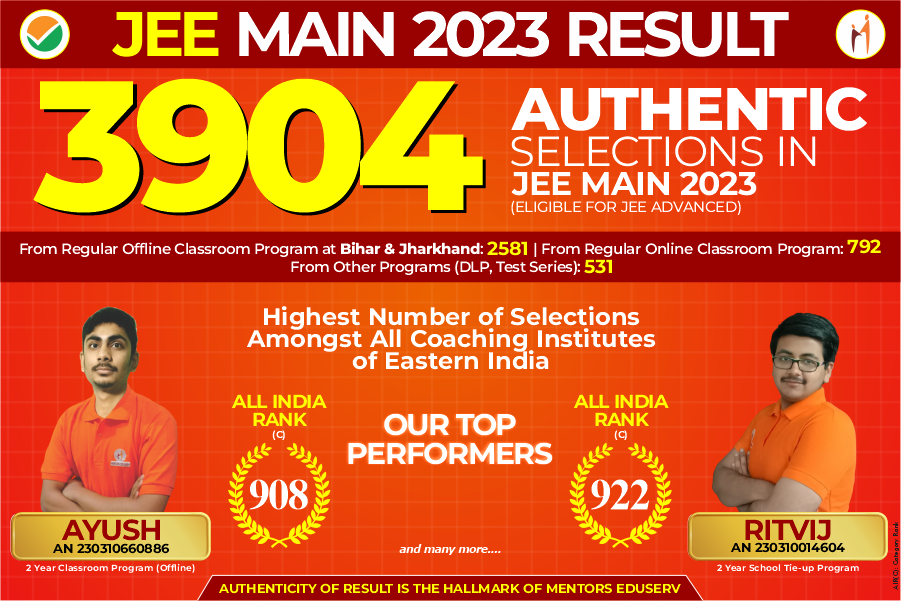 JEE MAIN 2023 RESULT
3904
AUTHENTIC
SELECTIONS IN
JEE MAIN 2023
(ELIGIBLE FOR JEE ADVANCED)
From Regular Offline Classroom Program at Bihar & Jharkhand: 2581 | From Regular Online Classroom Program: 792
From Other Programs (DLP, Test Series): 531
Highest Number of Selections
Amongst All Coaching Institutes
of Eastern India
ALL INDIA
RANK
(C)
908
OUR TOP
PERFORMERS
ALL INDIA
RANK
(C)
922
and many more....
AYUSH
AN 230310660886
2 Year Classroom Program (Offline)
RITVIJ
AN 230310014604
2 Year School Tie-up Program
AUTHENTICITY OF RESULT IS THE HALLMARK OF MENTORS EDUSERV